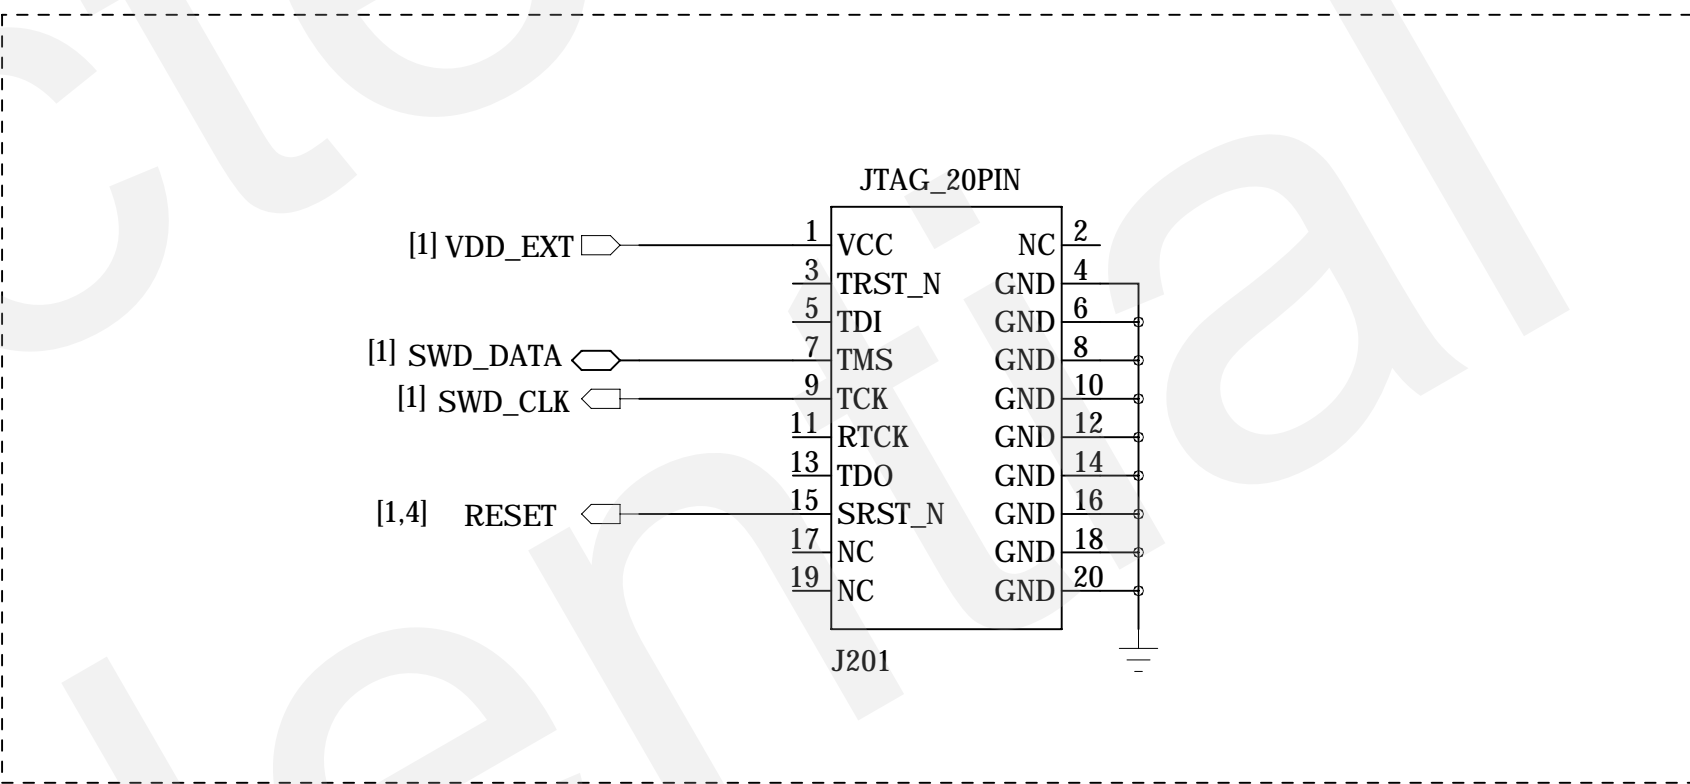 JTAG_20PIN
[1] VDD_EXT 1 VCC NC 2
3 TRST_N GND 4
5 TDI GND 6
[1] SWD_DATA 7 TMS GND 8
[1] SWD_CLK 9 TCK GND 10
11 RTCK GND 12
13 TDO GND 14
[1,4] RESET 15 SRST_N GND 16
17 NC GND 18
19 NC GND 20
J201